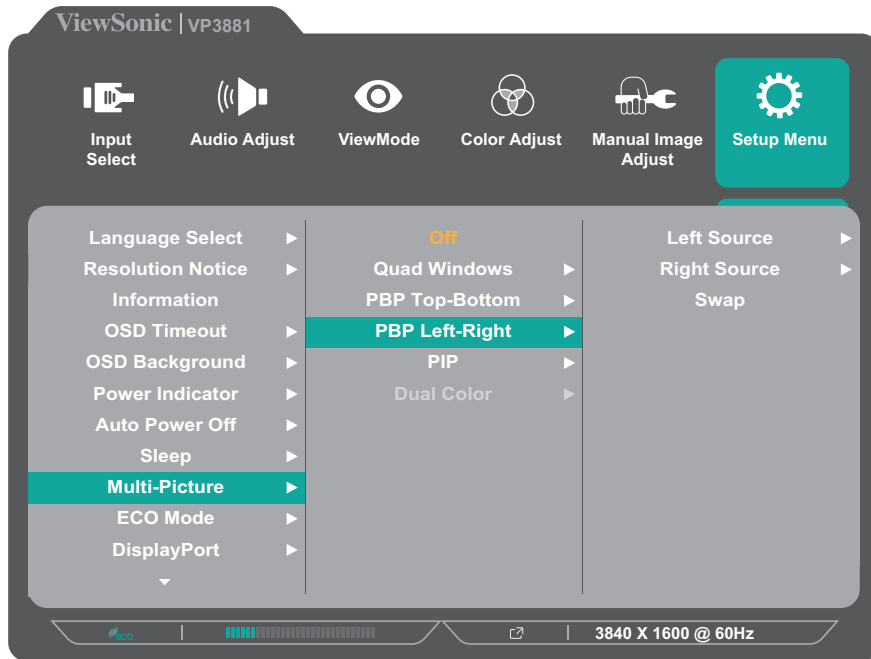 ViewSonic | VP3881
Input
Select
Audio Adjust
ViewMode
Color Adjust
Manual Image
Adjust
Setup Menu
Language Select
Resolution Notice
Information
OSD Timeout
OSD Background
Power Indicator
Auto Power Off
Sleep
Multi-Picture
ECO Mode
DisplayPort
Off
Quad Windows
PBP Top-Bottom
PBP Left-Right
PIP
Dual Color
Left Source
Right Source
Swap
eco
3840 X 1600 @ 60Hz